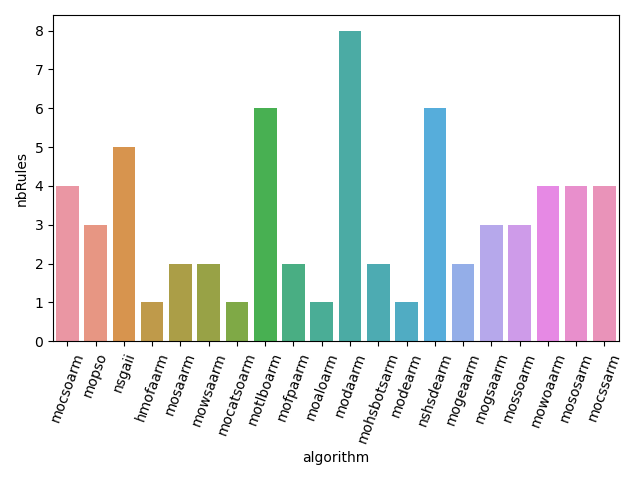 8
7
6
5
4
3
2
1
0
nbRules
mocsoarm
mopso
nsgaii
hmofaarm
mosaarm
mowsaarm
mocatsoarm
motlboarm
mofpaarm
moaloarm
modaarm
mohsbotsarm
modearm
nshsdearm
mogeaarm
mogsaarm
mossoarm
mowoaarm
mososarm
mocssarm
algorithm